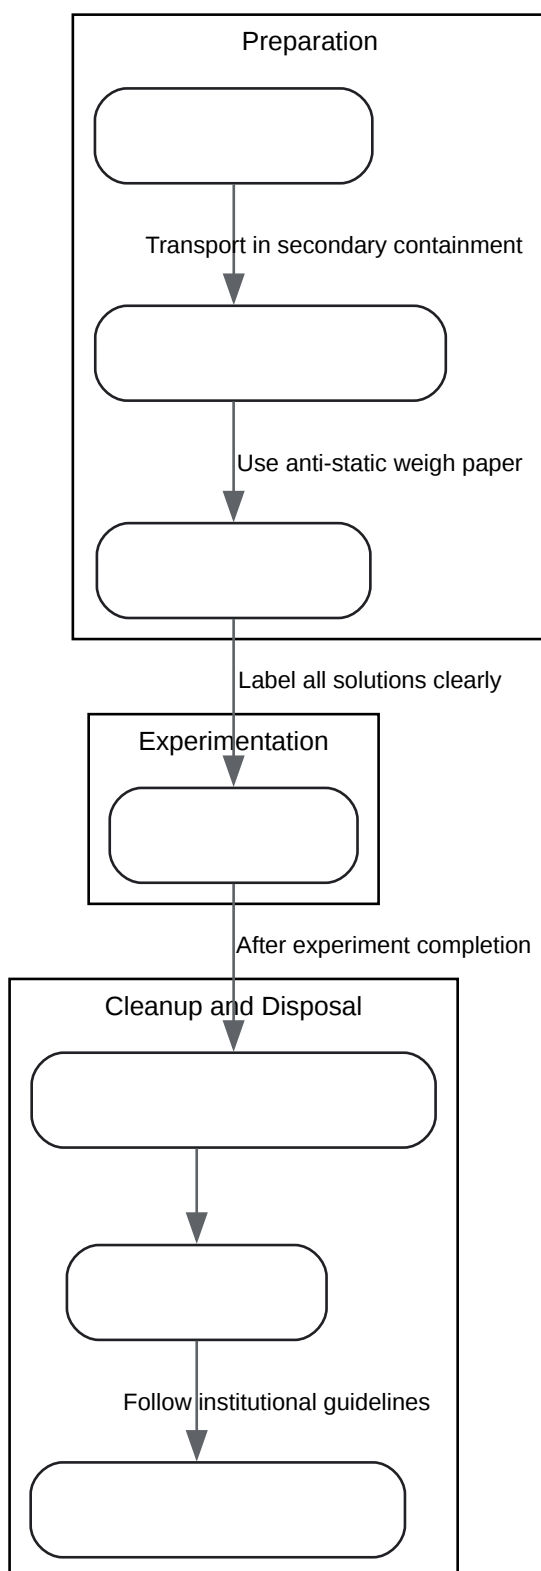 Preparation
Transport in secondary containment
Use anti-static weigh paper
Label all solutions clearly
Experimentation
After experiment completion
Cleanup and Disposal
Follow institutional guidelines